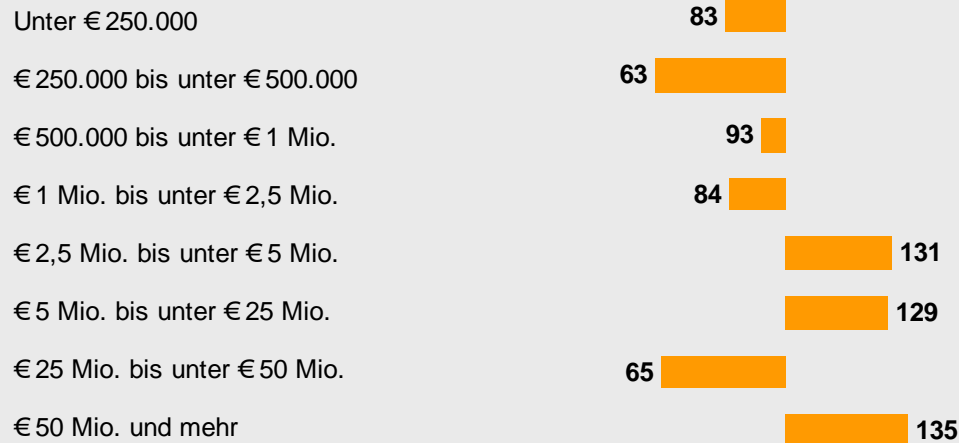 Unter € 250.000 83
€ 250.000 bis unter € 500.000 63
€ 500.000 bis unter € 1 Mio. 93
€ 1 Mio. bis unter € 2,5 Mio. 84
€ 2,5 Mio. bis unter € 5 Mio. 131
€ 5 Mio. bis unter € 25 Mio. 129
€ 25 Mio. bis unter € 50 Mio. 65
€ 50 Mio. und mehr 135